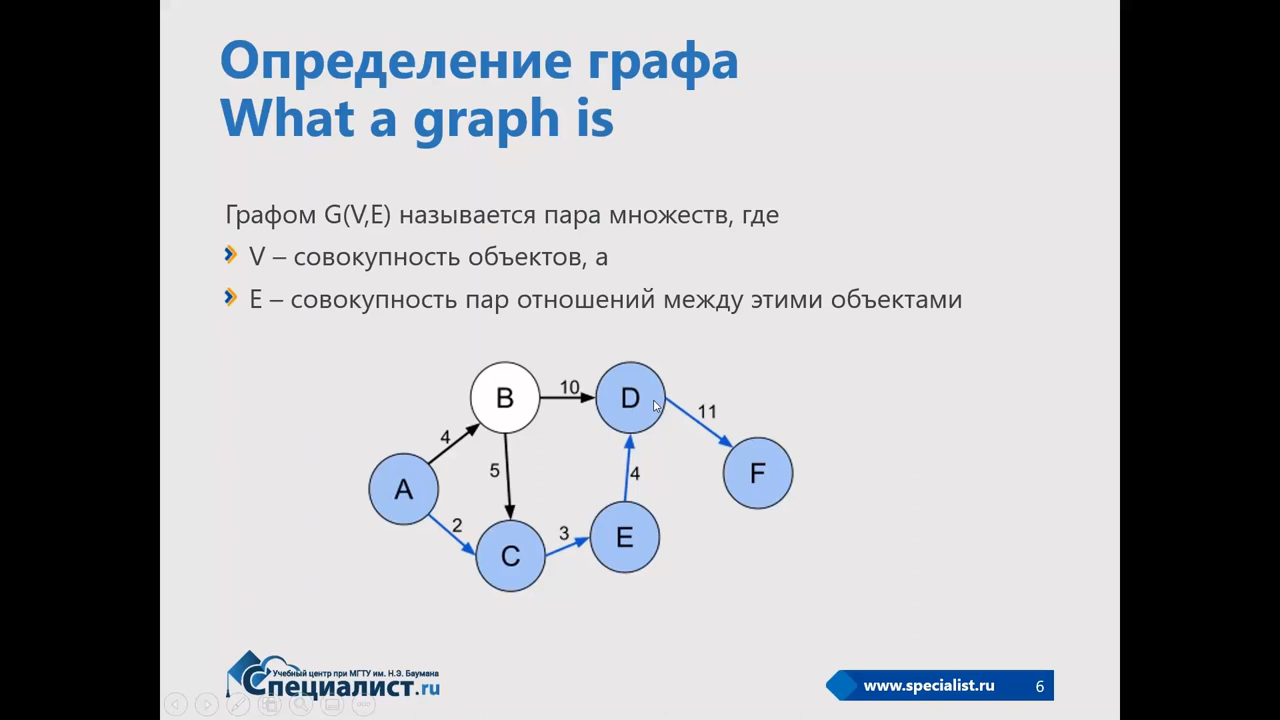 Определение графа
What a graph is
Графом G(V,E) называется пара множеств, где
V – совокупность объектов, а
E – совокупность пар отношений между этими объектами
B
10
D
11
4
5
4
F
A
2
3
E
C
Учебный центр при МГТУ им. Н.Э. Баумана
Специалист.ru
www.specialist.ru
6